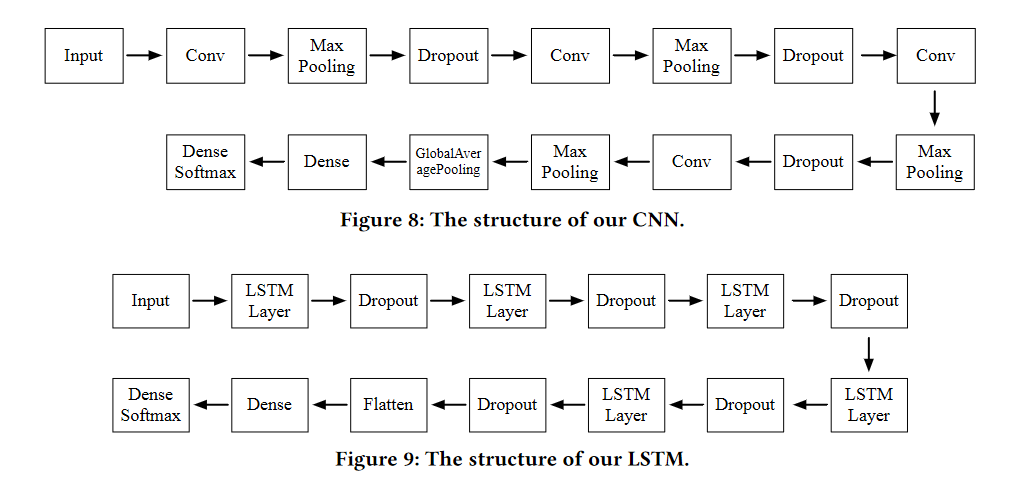 Input
Conv
Max
Pooling
Dropout
Conv
Max
Pooling
Dropout
Conv
Dense
Softmax
Dense
GlobalAver
agePooling
Max
Pooling
Conv
Dropout
Max
Pooling
Figure 8: The structure of our CNN.
Input
LSTM
Layer
Dropout
LSTM
Layer
Dropout
LSTM
Layer
Dropout
Dense
Softmax
Dense
Flatten
Dropout
LSTM
Layer
Dropout
LSTM
Layer
Figure 9: The structure of our LSTM.